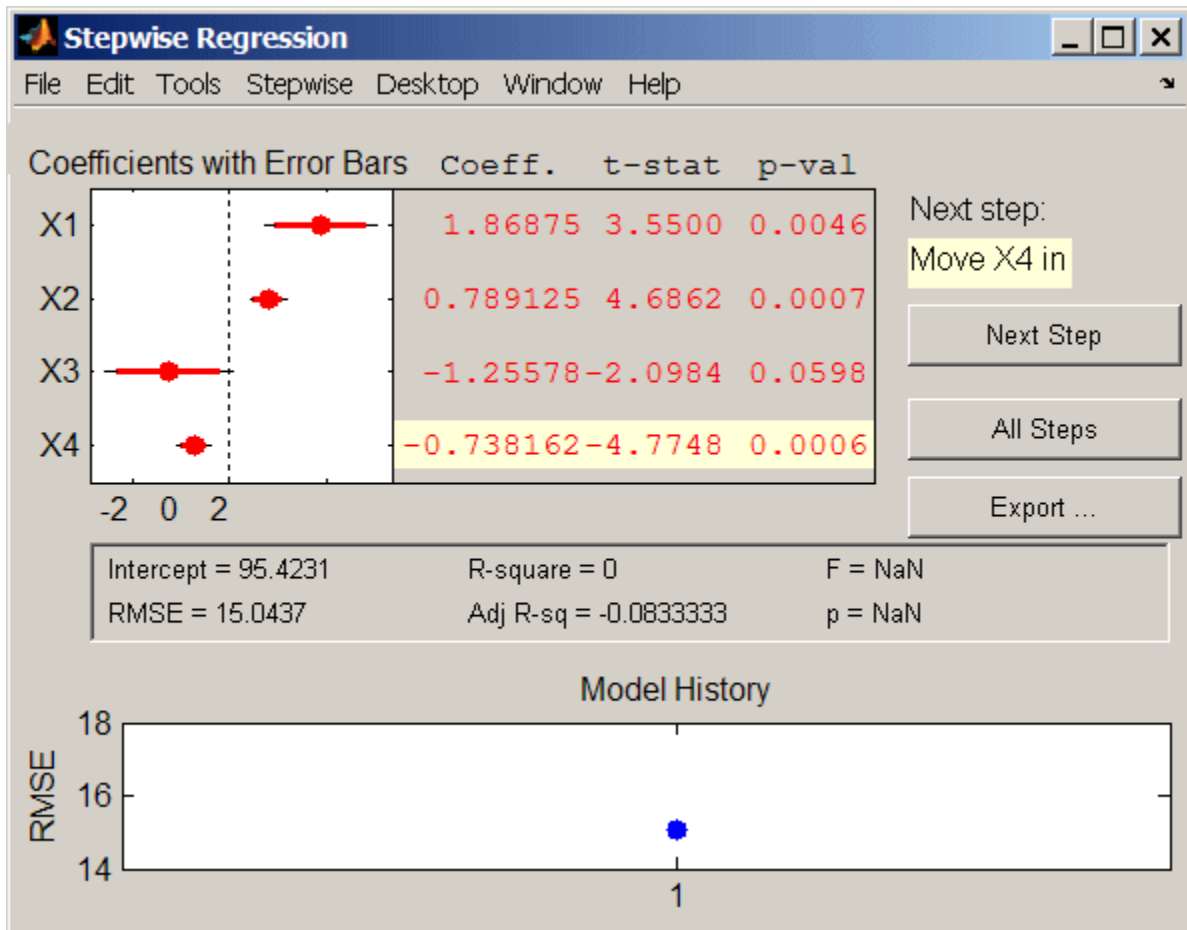 Stepwise Regression
File Edit Tools Stepwise Desktop Window Help
Coefficients with Error Bars Coeff. t-stat p-val
X1 1.86875 3.5500 0.0046
X2 0.789125 4.6862 0.0007
X3 -1.25578 -2.0984 0.0598
X4 -0.738162 -4.7748 0.0006
-2 0 2
Next step:
Move X4 in
Next Step
All Steps
Export ...
Intercept = 95.4231 R-square = 0 F = NaN
RMSE = 15.0437 Adj R-sq = -0.0833333 p = NaN
Model History
RMSE
18
16
14
1